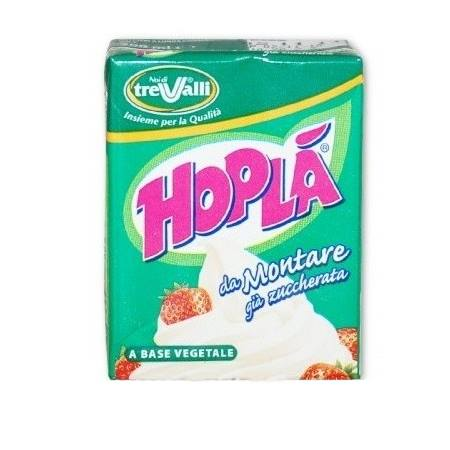 Noi di
treValli
Insieme per la Qualità
HOPLÀ®
da Montare
già zuccherata
A BASE VEGETALE